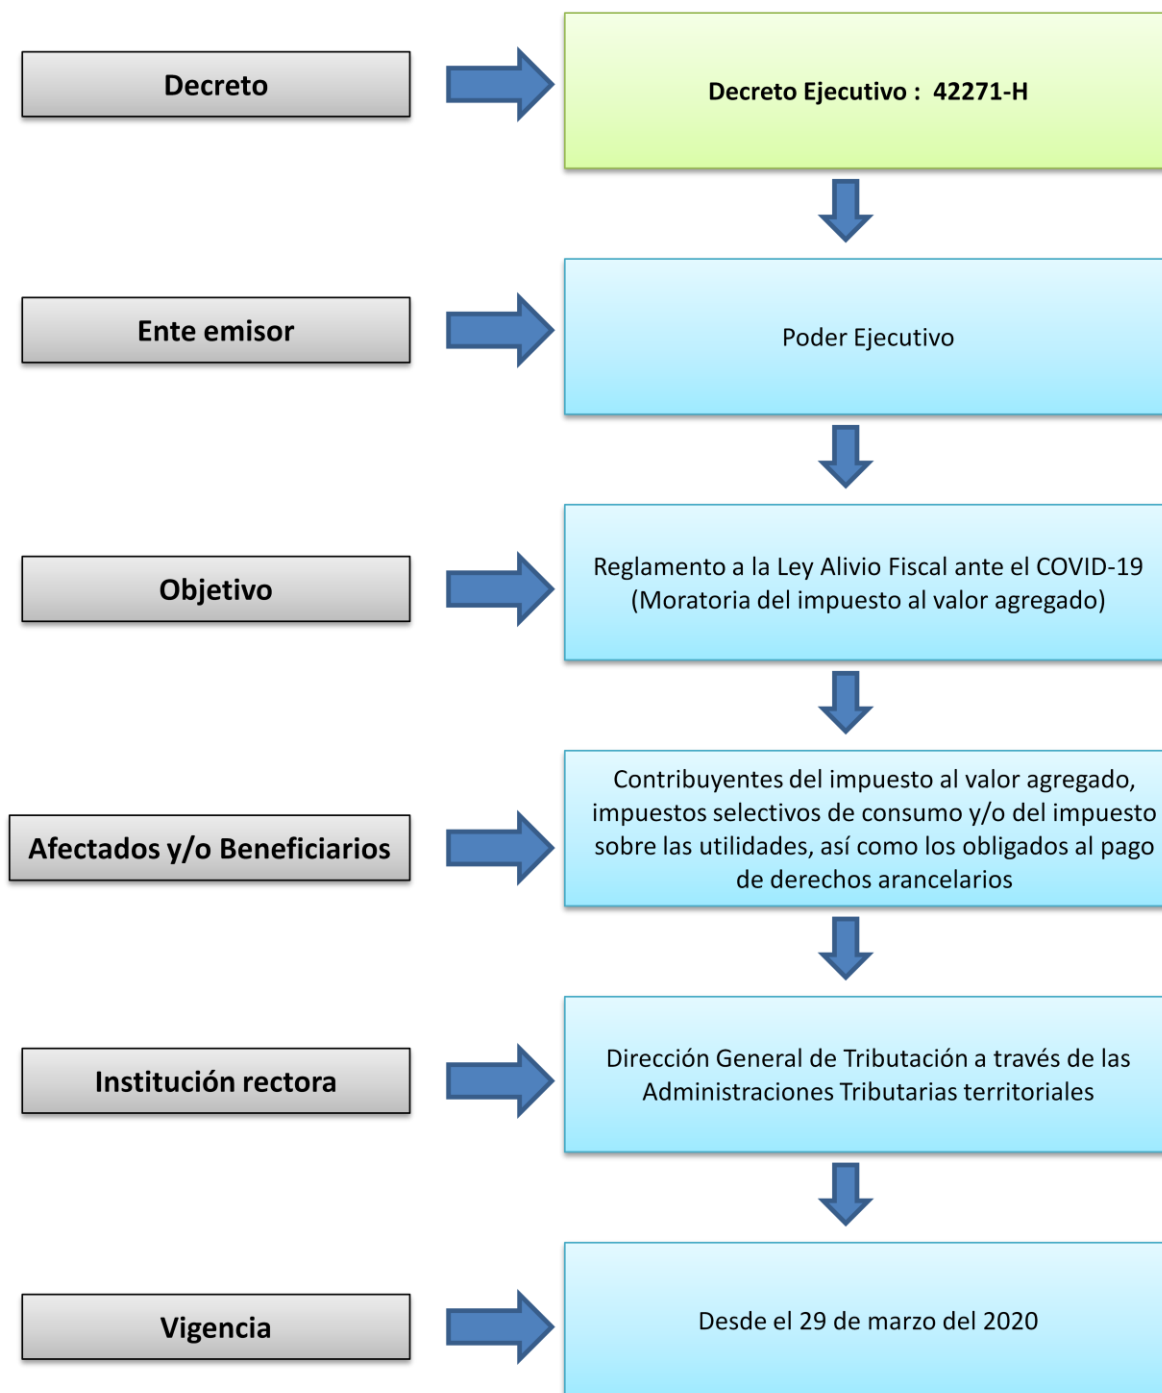 Decreto
Decreto Ejecutivo :  42271-H
Ente emisor
Poder Ejecutivo
Objetivo
Reglamento a la Ley Alivio Fiscal ante el COVID-19
(Moratoria del impuesto al valor agregado)
Afectados y/o Beneficiarios
Contribuyentes del impuesto al valor agregado,
impuestos selectivos de consumo y/o del impuesto
sobre las utilidades, así como los obligados al pago
de derechos arancelarios
Institución rectora
Dirección General de Tributación a través de las
Administraciones Tributarias territoriales
Vigencia
Desde el 29 de marzo del 2020